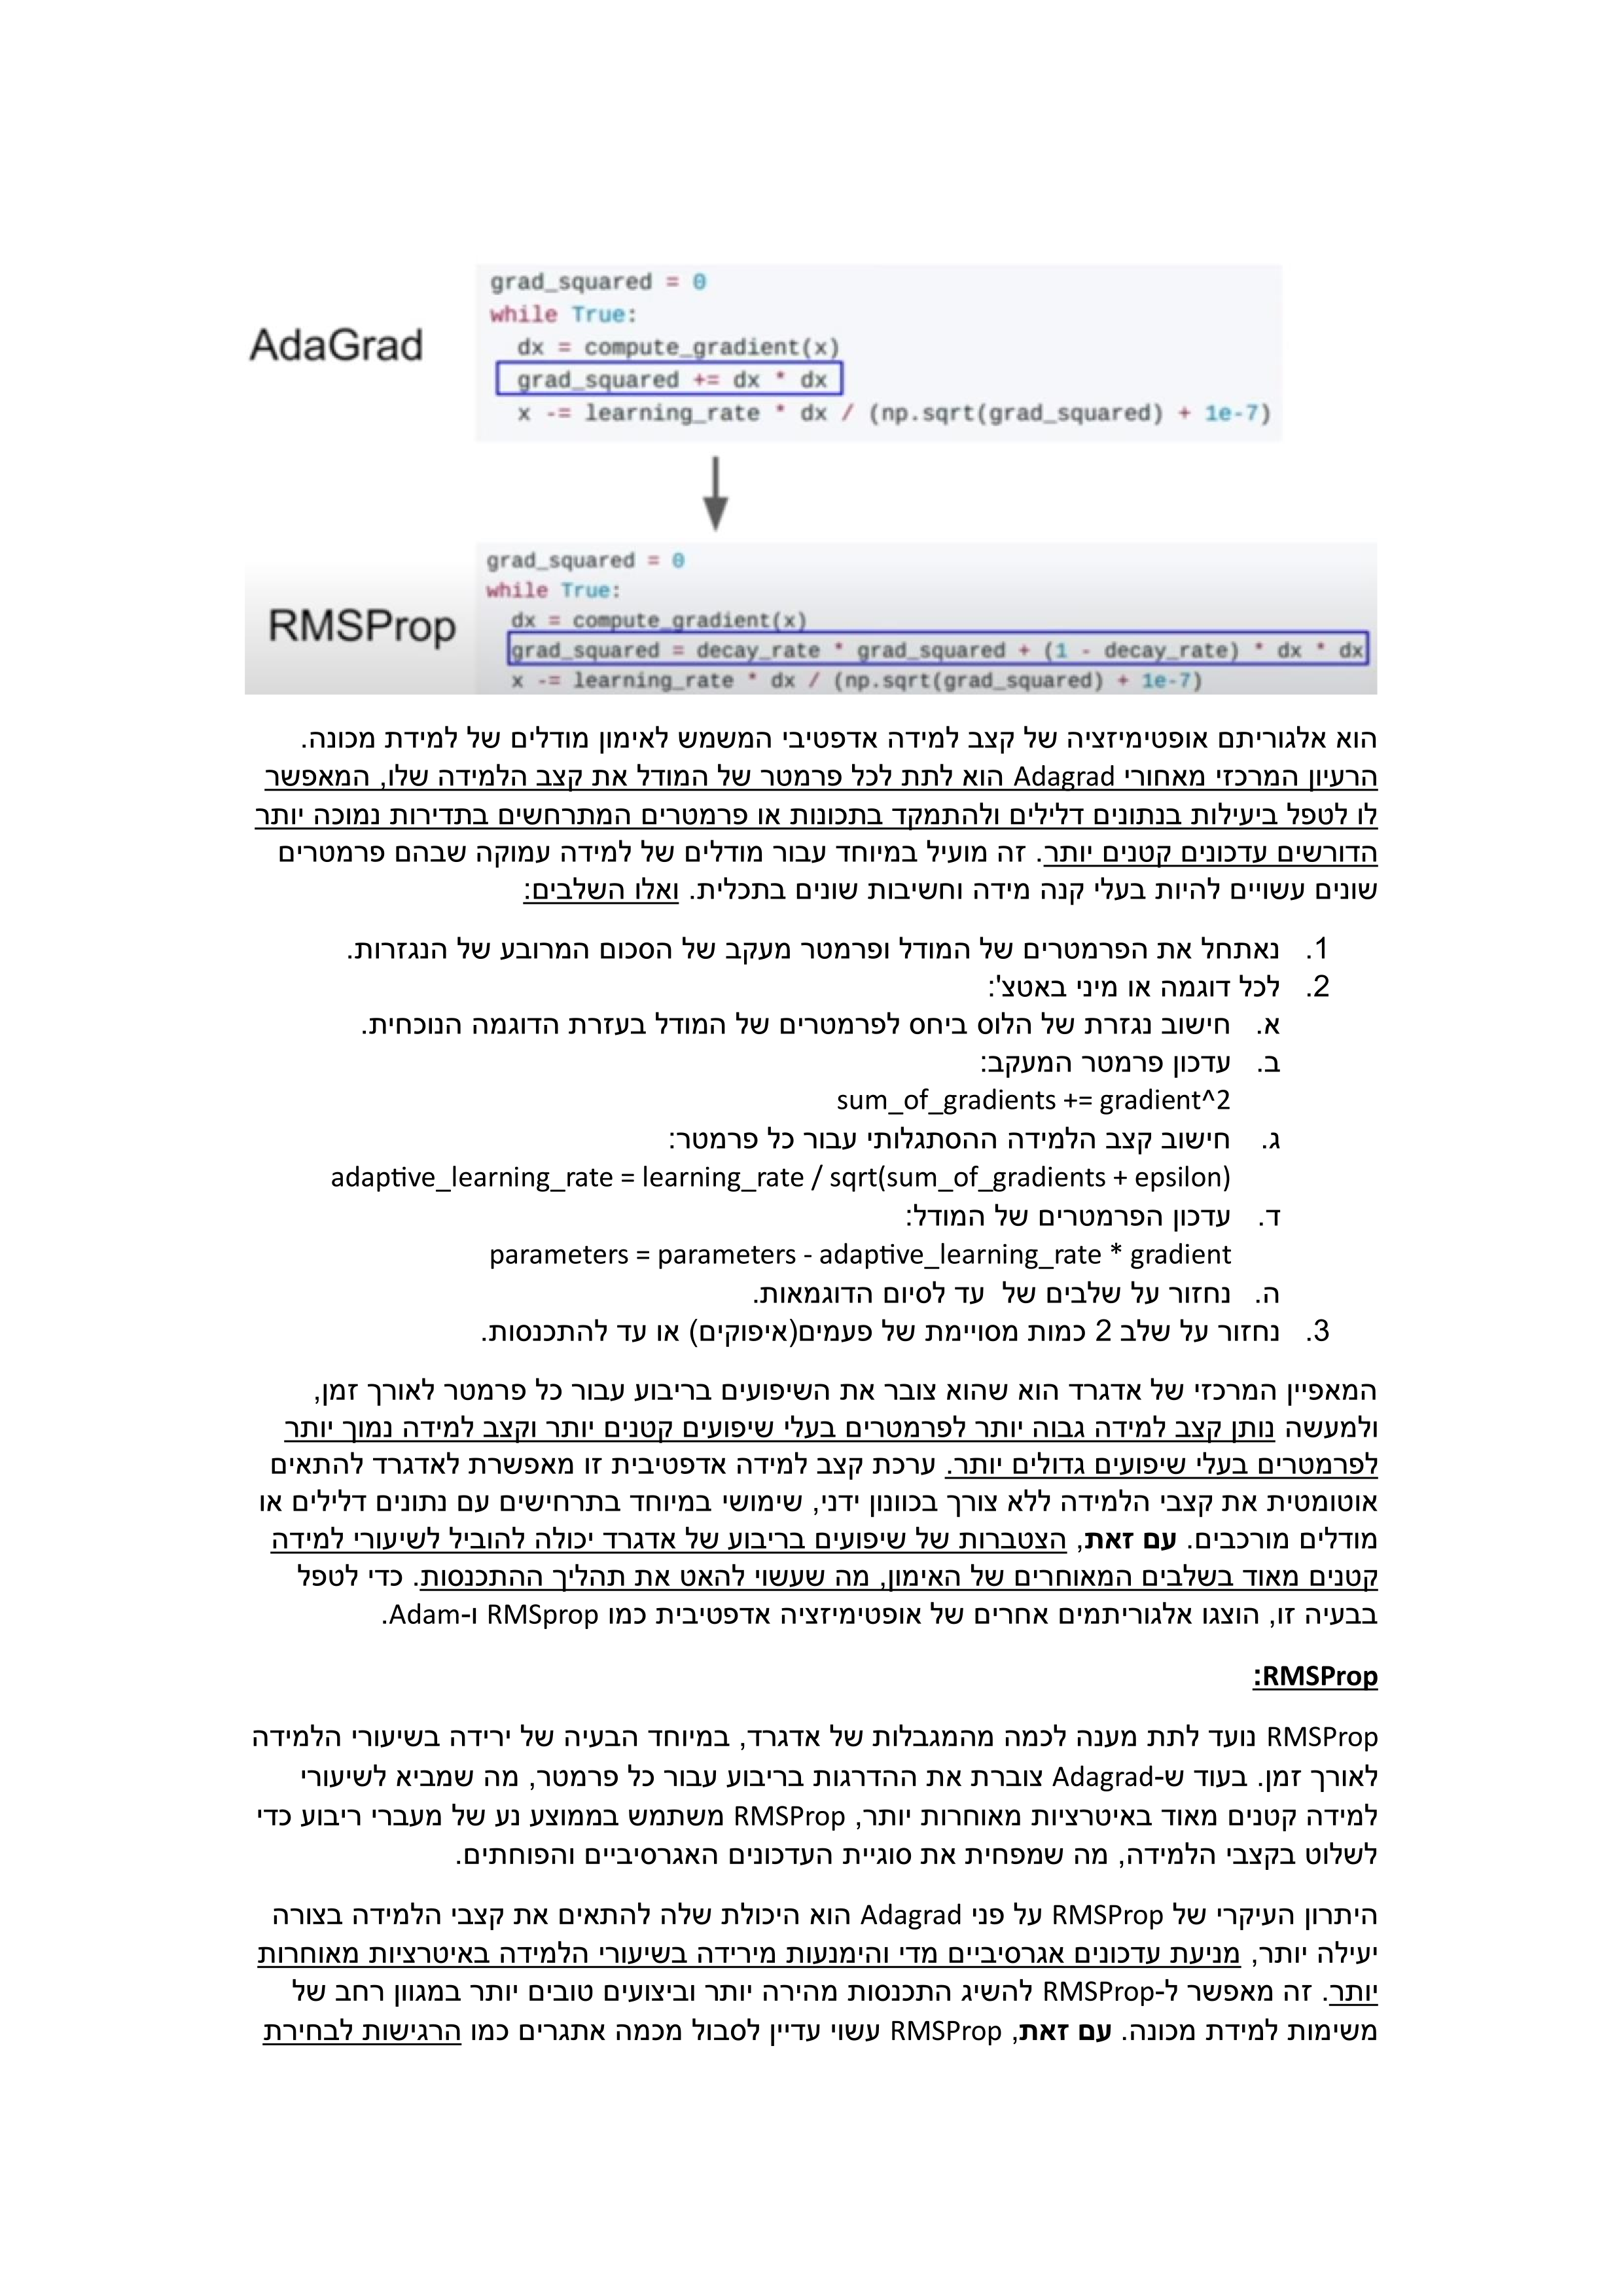 AdaGrad
grad_squared = 0
while True:
dx = compute_gradient(x)
grad_squared += dx * dx
x -= learning_rate * dx / (np.sqrt(grad_squared) + 1e-7)
RMSProp
grad_squared = 0
while True:
dx = compute_gradient(x)
grad_squared = decay_rate * grad_squared + (1 - decay_rate) * dx * dx
x -= learning_rate * dx / (np.sqrt(grad_squared) + 1e-7)
הוא אלגוריתם אופטימיזציה של קצב למידה אדפטיבי המשמש לאימון מודלים של למידת מכונה.
הרעיון המרכזי מאחורי Adagrad הוא לתת לכל פרמטר של המודל את קצב הלמידה שלו, המאפשר
לו לטפל ביעילות בנתונים דלילים ולהתמקד בתכונות או פרמטרים המתרחשים בתדירות נמוכה יותר
הדורשים עדכונים קטנים יותר. זה מועיל במיוחד עבור מודלים של למידה עמוקה שבהם פרמטרים
שונים עשויים להיות בעלי קנה מידה וחשיבות שונים בתכלית. ואלו השלבים:
1. נאתחל את הפרמטרים של המודל ופרמטר מעקב של הסכום המרובע של הנגזרות.
2. לכל דוגמה או מיני באטצ':
א. חישוב נגזרת של הלוס ביחס לפרמטרים של המודל בעזרת הדוגמה הנוכחית.
ב. עדכון פרמטר המעקב:
sum_of_gradients += gradient^2
ג. חישוב קצב הלמידה ההסתגלותי עבור כל פרמטר:
adaptive_learning_rate = learning_rate / sqrt(sum_of_gradients + epsilon)
ד. עדכון הפרמטרים של המודל:
parameters = parameters - adaptive_learning_rate * gradient
ה. נחזור על שלבים של  עד לסיום הדוגמאות.
3. נחזור על שלב 2 כמות מסויימת של פעמים(איפוקים) או עד להתכנסות.
המאפיין המרכזי של אדגרד הוא שהוא צובר את השיפועים בריבוע עבור כל פרמטר לאורך זמן,
ולמעשה נותן קצב למידה גבוה יותר לפרמטרים בעלי שיפועים קטנים יותר וקצב למידה נמוך יותר
לפרמטרים בעלי שיפועים גדולים יותר. ערכת קצב למידה אדפטיבית זו מאפשרת לאדגרד להתאים
אוטומטית את קצבי הלמידה ללא צורך בכוונון ידני, שימושי במיוחד בתרחישים עם נתונים דלילים או
מודלים מורכבים. עם זאת, הצטברות של שיפועים בריבוע של אדגרד יכולה להוביל לשיעורי למידה
קטנים מאוד בשלבים המאוחרים של האימון, מה שעשוי להאט את תהליך ההתכנסות. כדי לטפל
בבעיה זו, הוצגו אלגוריתמים אחרים של אופטימיזציה אדפטיבית כמו RMSprop ו-Adam.
RMSProp:
RMSProp נועד לתת מענה לכמה מהמגבלות של אדגרד, במיוחד הבעיה של ירידה בשיעורי הלמידה
לאורך זמן. בעוד ש-Adagrad צוברת את ההדרגות בריבוע עבור כל פרמטר, מה שמביא לשיעורי
למידה קטנים מאוד באיטרציות מאוחרות יותר, RMSProp משתמש בממוצע נע של מעברי ריבוע כדי
לשלוט בקצבי הלמידה, מה שמפחית את סוגיית העדכונים האגרסיביים והפוחתים.
היתרון העיקרי של RMSProp על פני Adagrad הוא היכולת שלה להתאים את קצבי הלמידה בצורה
יעילה יותר, מניעת עדכונים אגרסיביים מדי והימנעות מירידה בשיעורי הלמידה באיטרציות מאוחרות
יותר. זה מאפשר ל-RMSProp להשיג התכנסות מהירה יותר וביצועים טובים יותר במגוון רחב של
משימות למידת מכונה. עם זאת, RMSProp עשוי עדיין לסבול מכמה אתגרים כמו הרגישות לבחירת